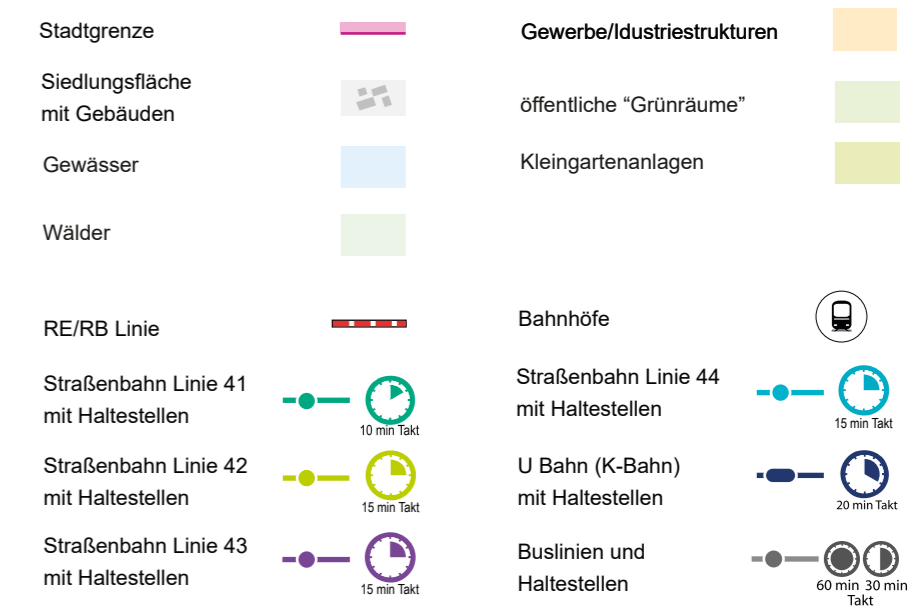 Stadtgrenze
Siedlungsfläche
mit Gebäuden
Gewässer
Wälder
Gewerbe/Idustriestrukturen
öffentliche “Grünräume”
Kleingartenanlagen
RE/RB Linie
Straßenbahn Linie 41
mit Haltestellen
10 min Takt
Straßenbahn Linie 42
mit Haltestellen
15 min Takt
Straßenbahn Linie 43
mit Haltestellen
15 min Takt
Bahnhöfe
Straßenbahn Linie 44
mit Haltestellen
15 min Takt
U Bahn (K-Bahn)
mit Haltestellen
20 min Takt
Buslinien und
Haltestellen
60 min 30 min
Takt